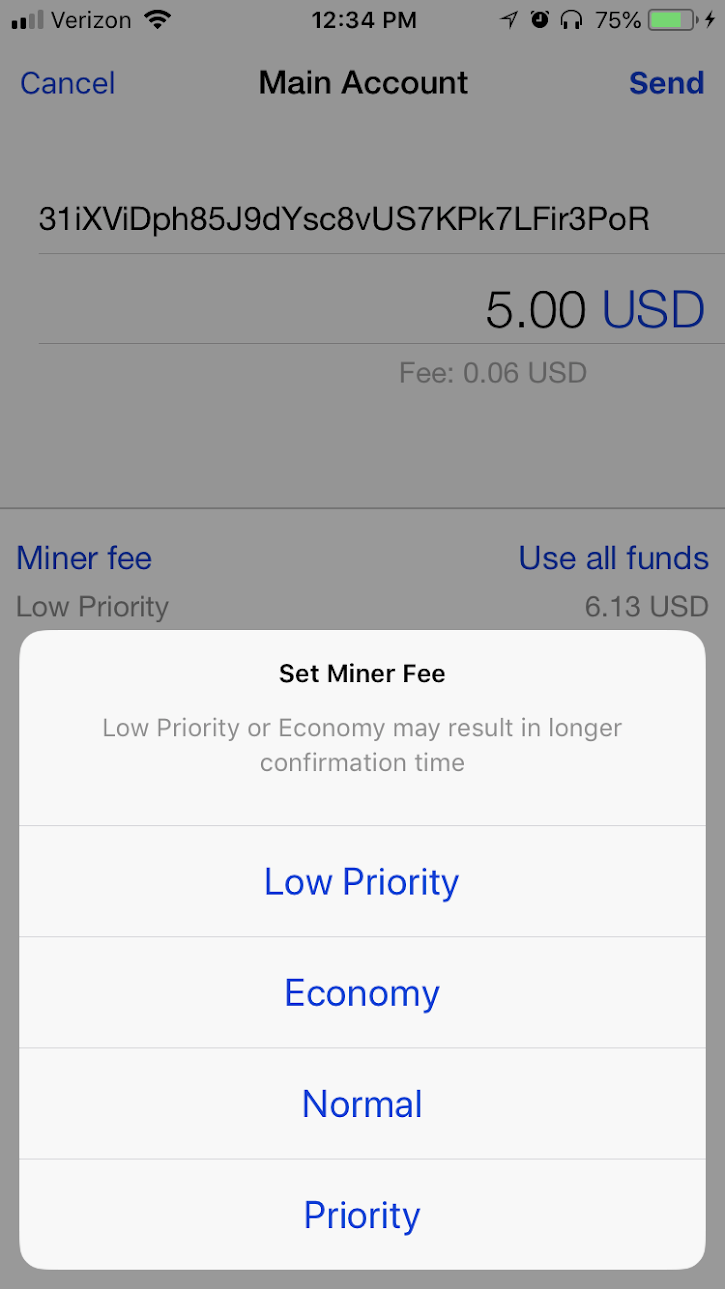 Verizon 12:34 PM 75%
Cancel Main Account Send
31iXViDph85J9dYsc8vUS7KPk7LFir3PoR
5.00 USD
Fee: 0.06 USD
Miner fee Use all funds
Low Priority 6.13 USD
Set Miner Fee
Low Priority or Economy may result in longer
confirmation time
Low Priority
Economy
Normal
Priority